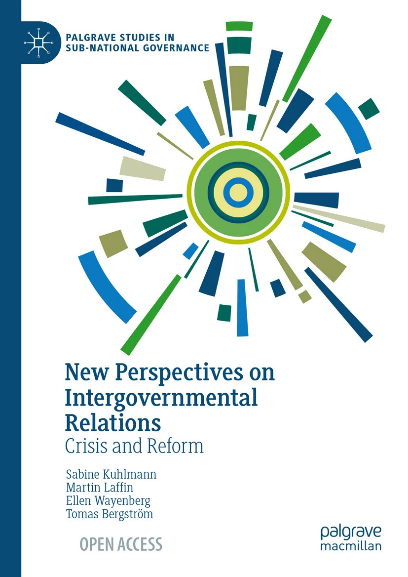 PALGRAVE STUDIES IN
SUB-NATIONAL GOVERNANCE
New Perspectives on
Intergovernmental
Relations
Crisis and Reform
Sabine Kuhlmann
Martin Laffin
Ellen Wayenberg
Tomas Bergström
OPEN ACCESS
palgrave
macmillan